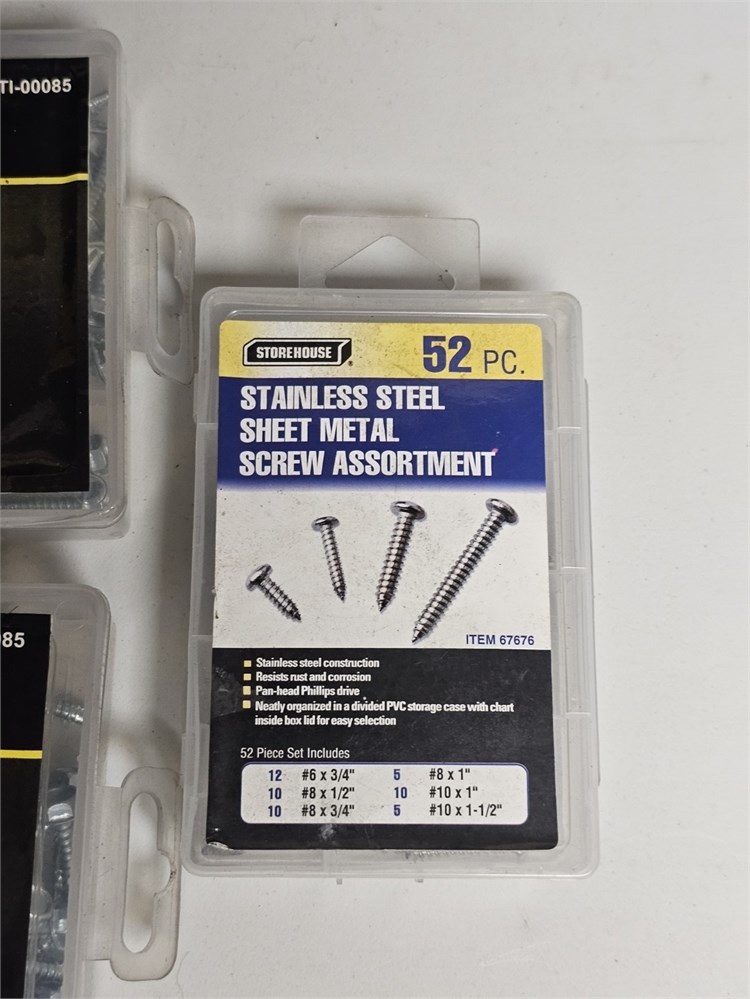 TI-00085
STOREHOUSE ®
52 PC.
STAINLESS STEEL
SHEET METAL
SCREW ASSORTMENT
ITEM 67676
Stainless steel construction
Resists rust and corrosion
Pan-head Phillips drive
Neatly organized in a divided PVC storage case with chart
inside box lid for easy selection
52 Piece Set Includes
12 #6 x 3/4" 5 #8 x 1"
10 #8 x 1/2" 10 #10 x 1"
10 #8 x 3/4" 5 #10 x 1-1/2"
85